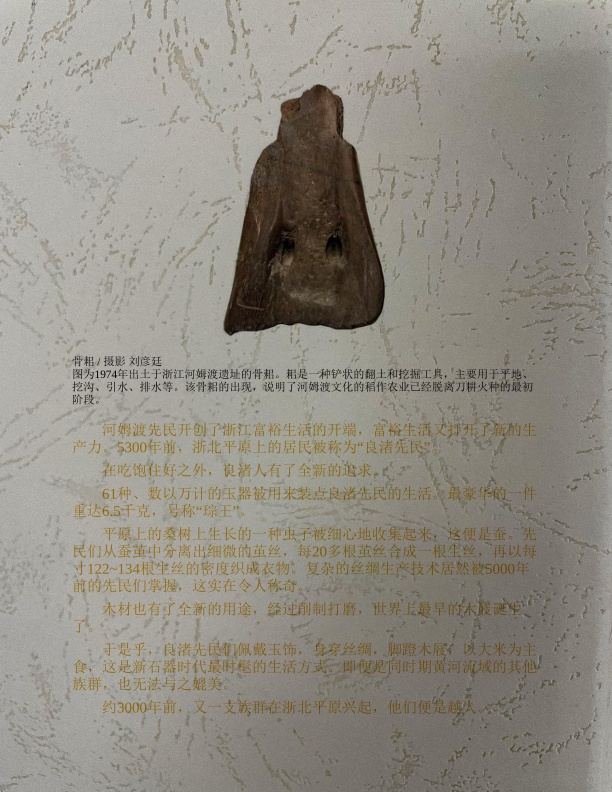 骨耜 / 摄影 刘彦廷
图为1974年出土于浙江河姆渡遗址的骨耜。耜是一种铲状的翻土和挖掘工具，主要用于平地、
挖沟、引水、排水等。该骨耜的出现，说明了河姆渡文化的稻作农业已经脱离刀耕火种的最初
阶段。
河姆渡先民开创了浙江富裕生活的开端，富裕生活又打开了新的生
产力。5300年前，浙北平原上的居民被称为“良渚先民”。
在吃饱住好之外，良渚人有了全新的追求。
61种、数以万计的玉器被用来装点良渚先民的生活。最豪华的一件
重达6.5千克，号称“琮王”。
平原上的桑树上生长的一种虫子被细心地收集起来，这便是蚕。先
民们从蚕茧中分离出细微的茧丝，每20多根茧丝合成一根生丝，再以每
寸122~134根生丝的密度织成衣物。复杂的丝绸生产技术居然被5000年
前的先民们掌握，这实在令人称奇。
木材也有了全新的用途，经过削制打磨，世界上最早的木屐诞生
了。
于是乎，良渚先民们佩戴玉饰，身穿丝绸，脚蹬木屐，以大米为主
食，这是新石器时代最时髦的生活方式，即便是同时期黄河流域的其他
族群，也无法与之媲美。
约3000年前，又一支族群在浙北平原兴起，他们便是越人。